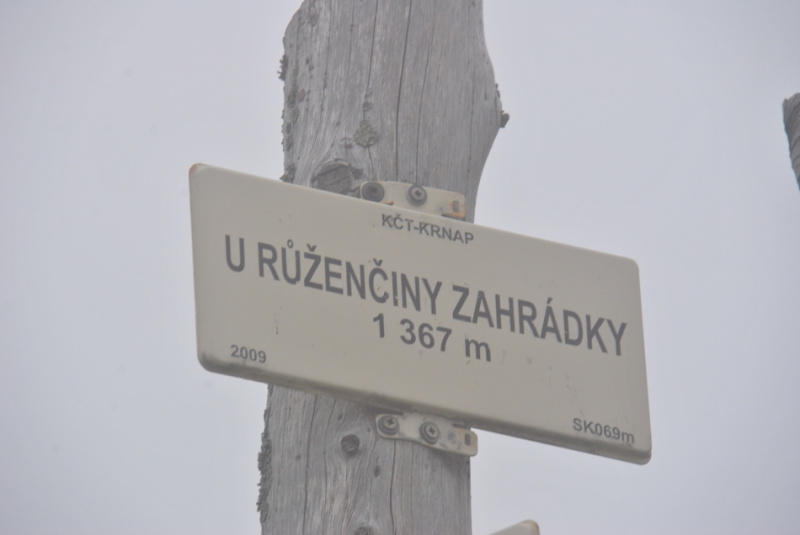 KČT-KRNAP
U RŮŽENČINY ZAHRÁDKY
1 367 m
2009
SK069m